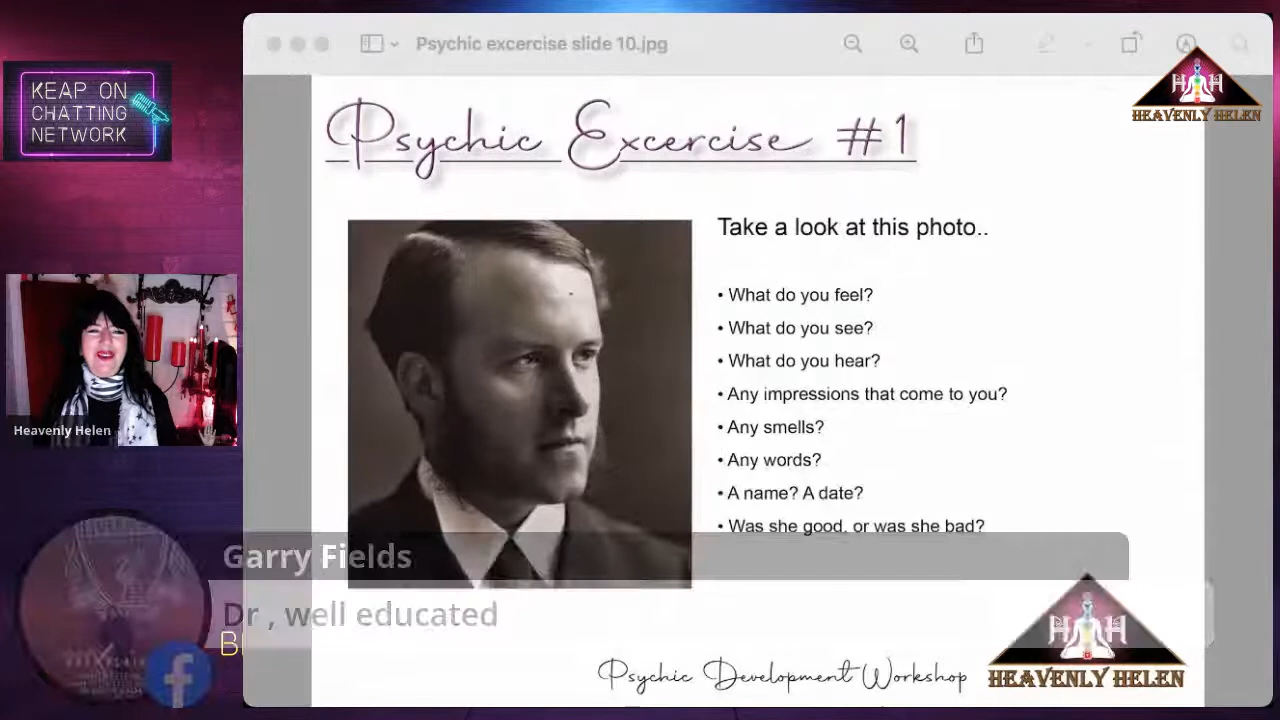 Psychic excercise slide 10.jpg
KEAP ON
CHATTING
NETWORK
HEAVENLY HELEN
Psychic Excercise #1
Take a look at this photo..
• What do you feel?
• What do you see?
• What do you hear?
• Any impressions that come to you?
• Any smells?
• Any words?
• A name? A date?
• Was she good, or was she bad?
Heavenly Helen
Garry Fields
Dr , well educated
Psychic Development Workshop
HEAVENLY HELEN